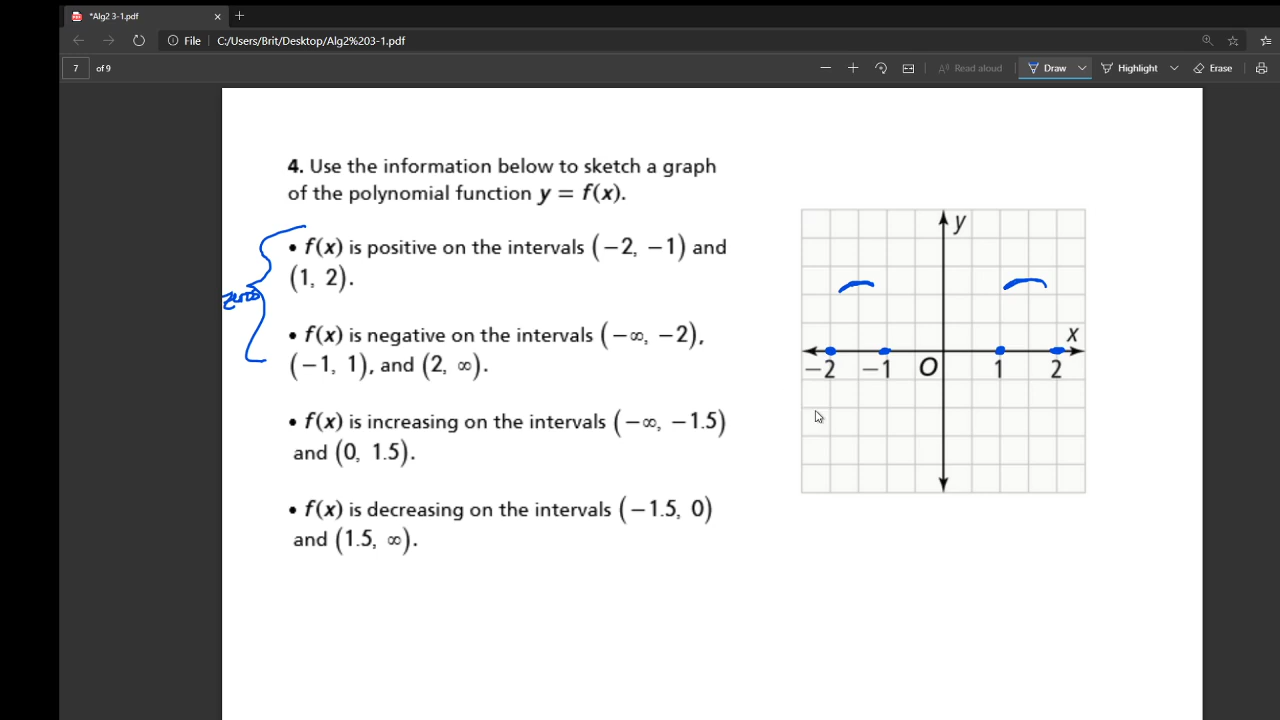 *Alg2 3-1.pdf
File C:/Users/Brit/Desktop/Alg2%203-1.pdf
7 of 9 Read aloud Draw Highlight Erase
4. Use the information below to sketch a graph
of the polynomial function y = f(x).
• f(x) is positive on the intervals (−2, −1) and
(1, 2).
zeros
• f(x) is negative on the intervals (−∞, −2),
(−1, 1), and (2, ∞).
• f(x) is increasing on the intervals (−∞, −1.5)
and (0, 1.5).
• f(x) is decreasing on the intervals (−1.5, 0)
and (1.5, ∞).
y
x
−2 −1 O 1 2